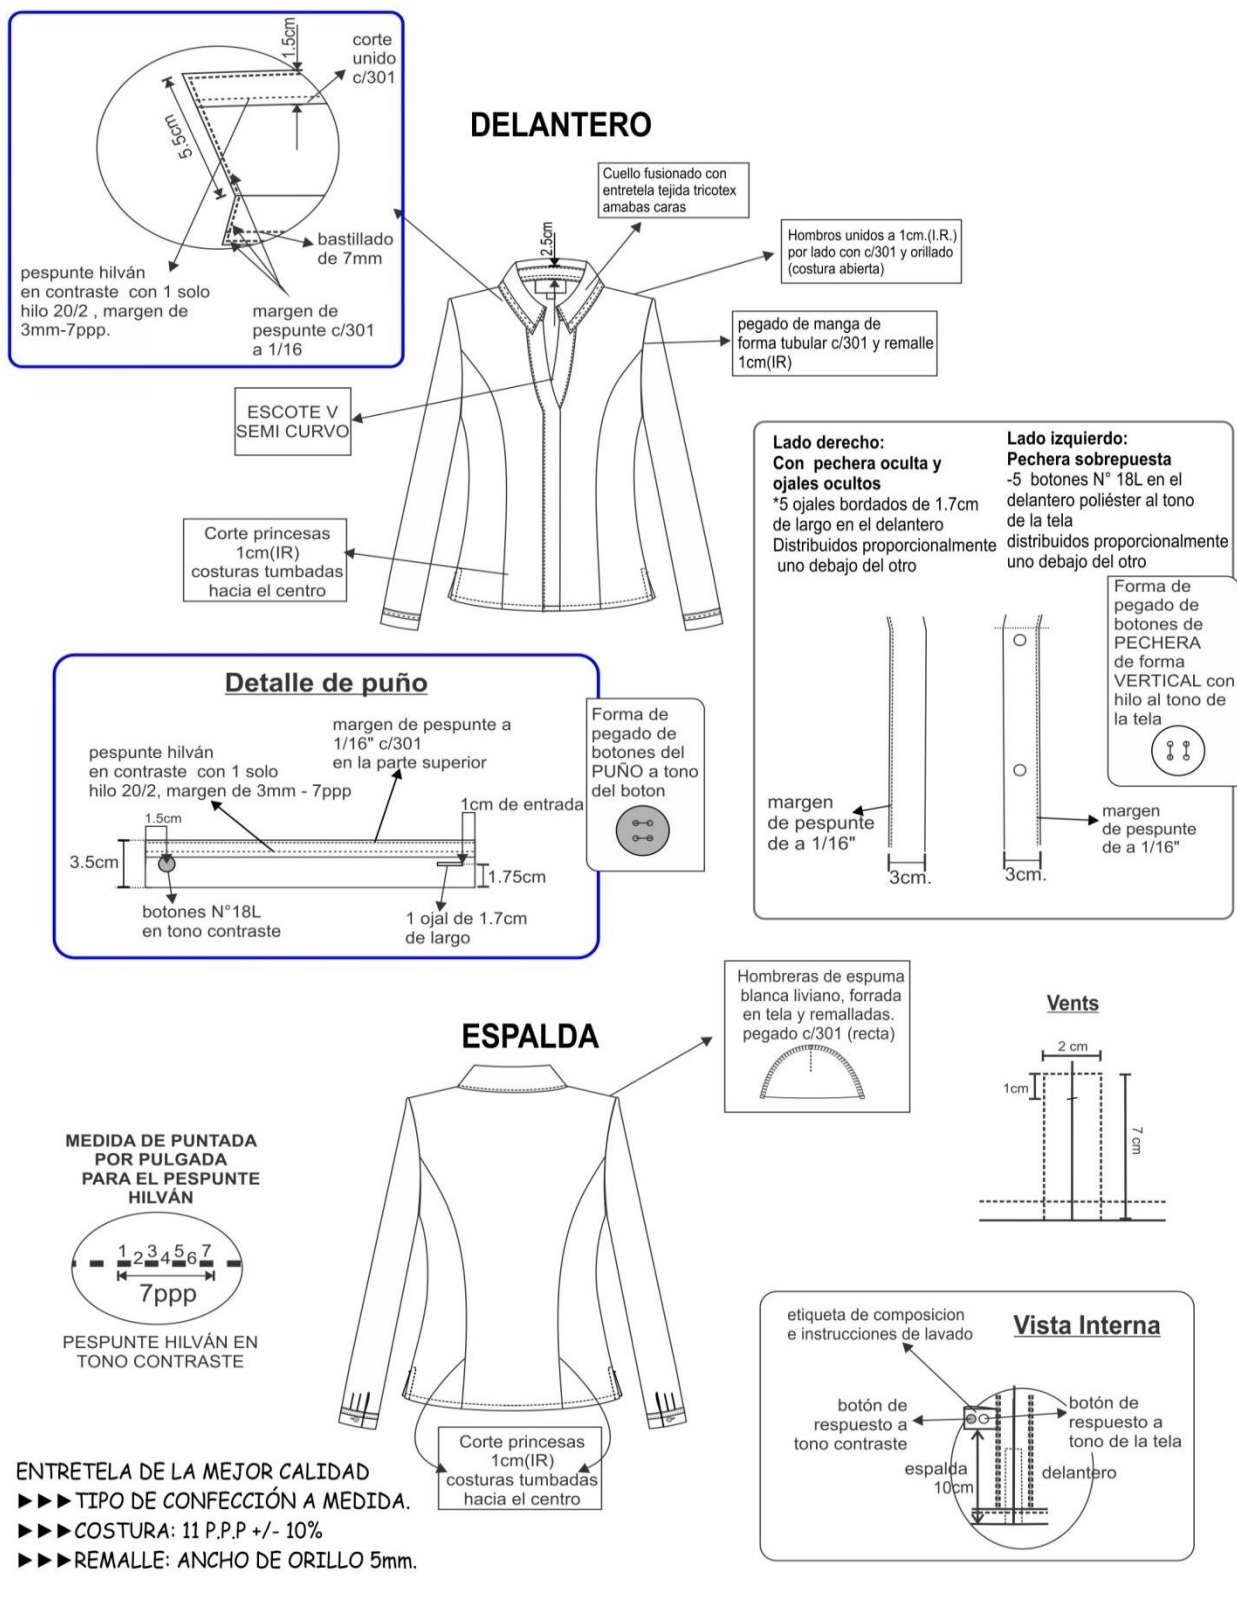 1.5cm
corte
unido
c/301
5.5cm
bastillado
de 7mm
pespunte hilván
en contraste con 1 solo
hilo 20/2 , margen de
3mm-7ppp.
margen de
pespunte c/301
a 1/16
DELANTERO
Cuello fusionado con
entretela tejida tricotex
amabas caras
2.5cm
Hombros unidos a 1cm.(I.R.)
por lado con c/301 y orillado
(costura abierta)
pegado de manga de
forma tubular c/301 y remalle
1cm(IR)
ESCOTE V
SEMI CURVO
Corte princesas
1cm(IR)
costuras tumbadas
hacia el centro
Lado derecho:
Con pechera oculta y
ojales ocultos
*5 ojales bordados de 1.7cm
de largo en el delantero
Distribuidos proporcionalmente
uno debajo del otro
Lado izquierdo:
Pechera sobrepuesta
-5 botones N° 18L en el
delantero poliéster al tono
de la tela
distribuidos proporcionalmente
uno debajo del otro
Forma de
pegado de
botones de
PECHERA
de forma
VERTICAL con
hilo al tono de
la tela
margen
de pespunte
de a 1/16"
3cm.
3cm.
margen
de pespunte
de a 1/16"
Detalle de puño
margen de pespunte a
1/16" c/301
en la parte superior
pespunte hilván
en contraste con 1 solo
hilo 20/2, margen de 3mm - 7ppp
1cm de entrada
1.5cm
3.5cm
1.75cm
botones N°18L
en tono contraste
1 ojal de 1.7cm
de largo
Forma de
pegado de
botones del
PUÑO a tono
del boton
Hombreras de espuma
blanca liviano, forrada
en tela y remalladas.
pegado c/301 (recta)
ESPALDA
Vents
2 cm
1cm
7 cm
MEDIDA DE PUNTADA
POR PULGADA
PARA EL PESPUNTE
HILVÁN
1 2 3 4 5 6 7
7ppp
PESPUNTE HILVÁN EN
TONO CONTRASTE
Corte princesas
1cm(IR)
costuras tumbadas
hacia el centro
etiqueta de composicion
e instrucciones de lavado
Vista Interna
botón de
respuesto a
tono contraste
botón de
respuesto a
tono de la tela
espalda
10cm
delantero
ENTRETELA DE LA MEJOR CALIDAD
►►►TIPO DE CONFECCIÓN A MEDIDA.
►►►COSTURA: 11 P.P.P +/- 10%
►►►REMALLE: ANCHO DE ORILLO 5mm.